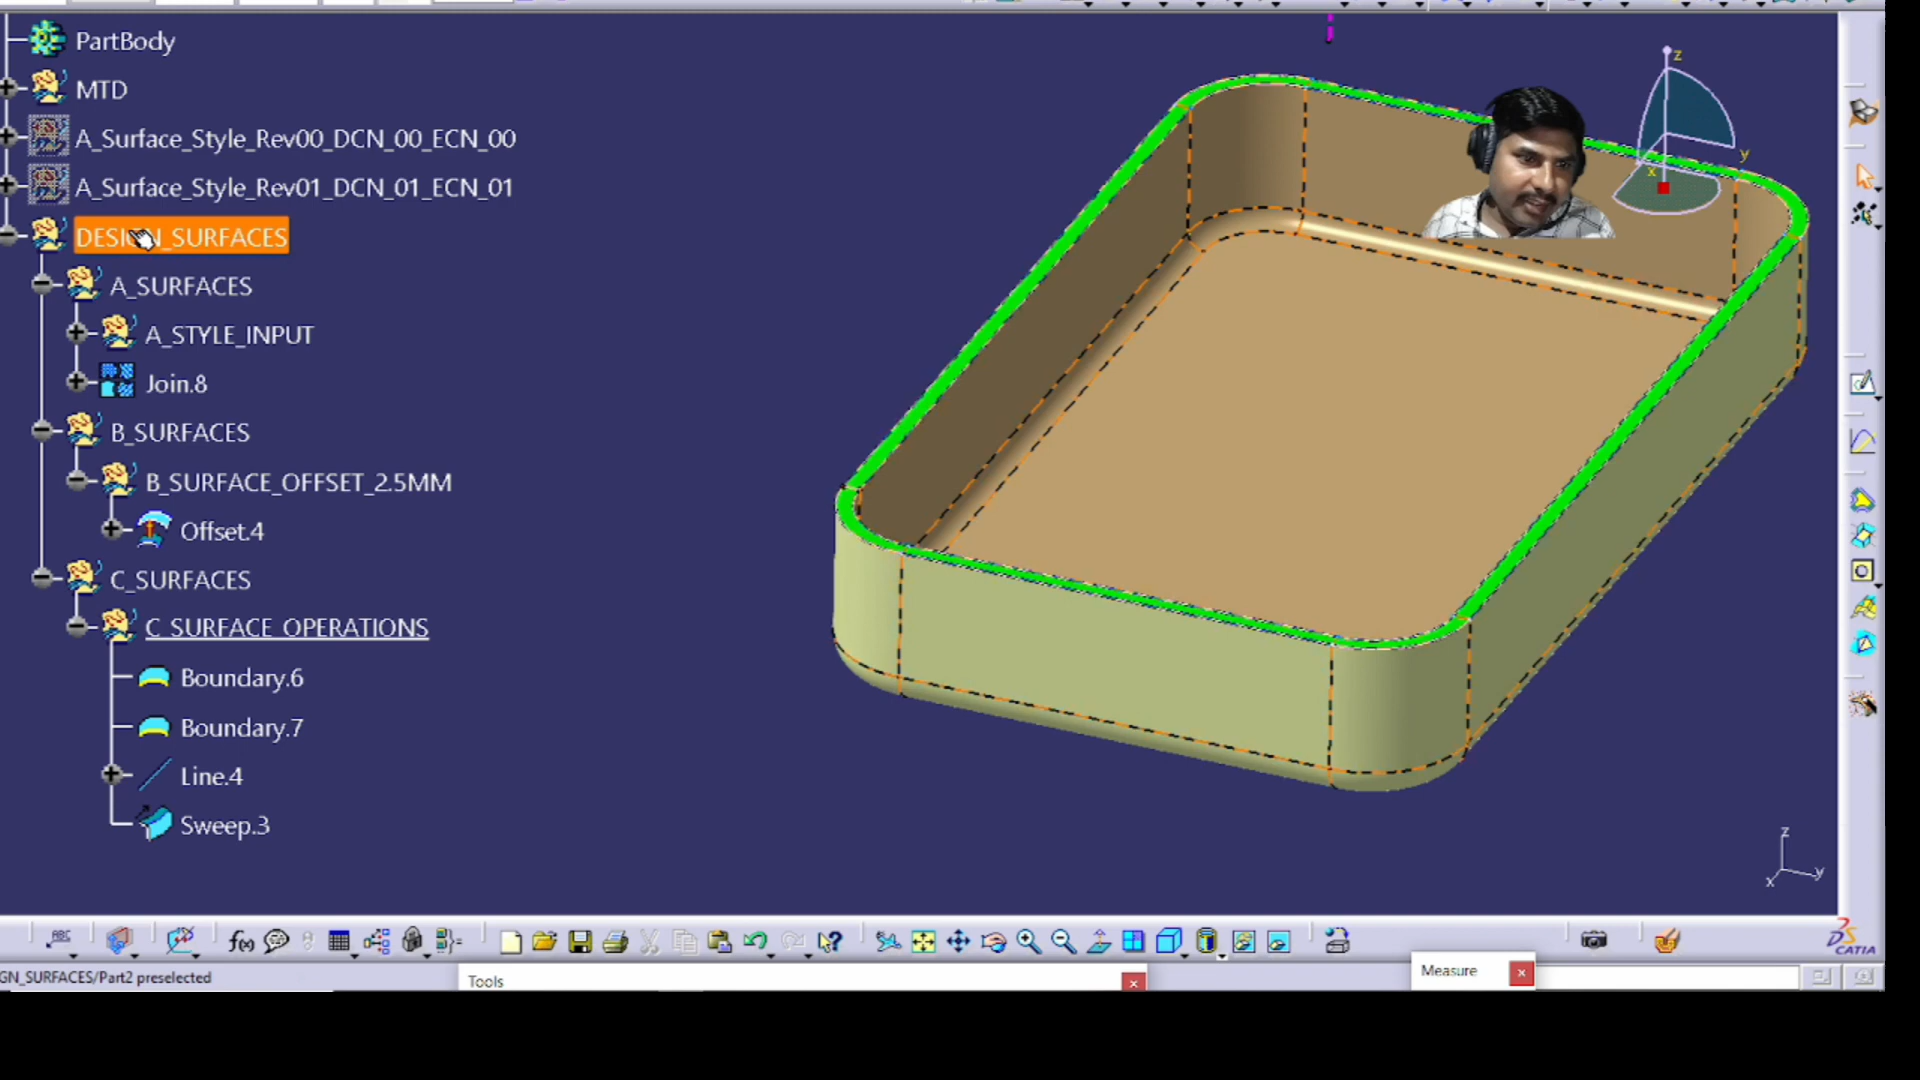 PartBody
MTD
A_Surface_Style_Rev00_DCN_00_ECN_00
A_Surface_Style_Rev01_DCN_01_ECN_01
DESIGN_SURFACES
A_SURFACES
A_STYLE_INPUT
Join.8
B_SURFACES
B_SURFACE_OFFSET_2.5MM
Offset.4
C_SURFACES
C_SURFACE_OPERATIONS
Boundary.6
Boundary.7
Line.4
Sweep.3
z
y
x
z
y
x
ABC
f(x)
CATIA
GN_SURFACES/Part2 preselected
Tools
Measure